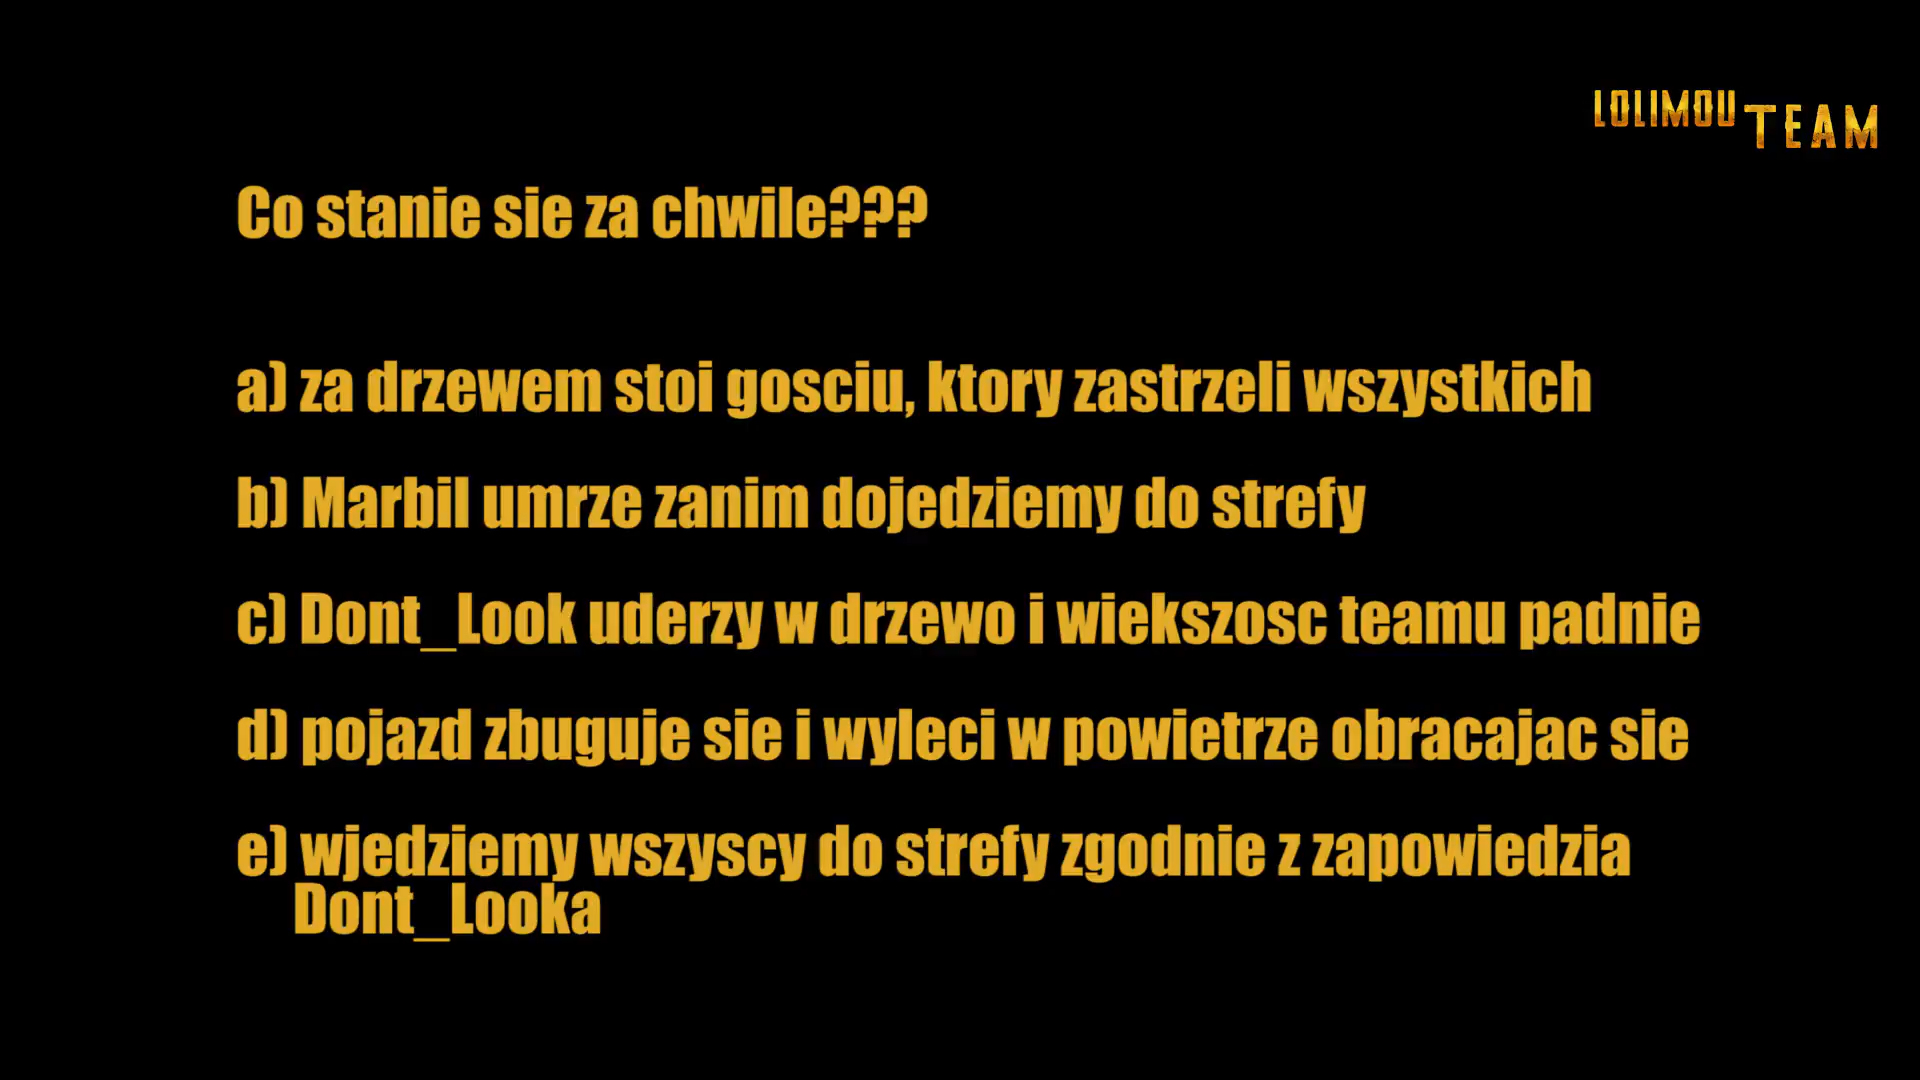 LOLIMOU TEAM
Co stanie sie za chwile???
a) za drzewem stoi gosciu, ktory zastrzeli wszystkich
b) Marbil umrze zanim dojedziemy do strefy
c) Dont_Look uderzy w drzewo i wiekszosc teamu padnie
d) pojazd zbuguje sie i wyleci w powietrze obracajac sie
e) wjedziemy wszyscy do strefy zgodnie z zapowiedzia
Dont_Looka